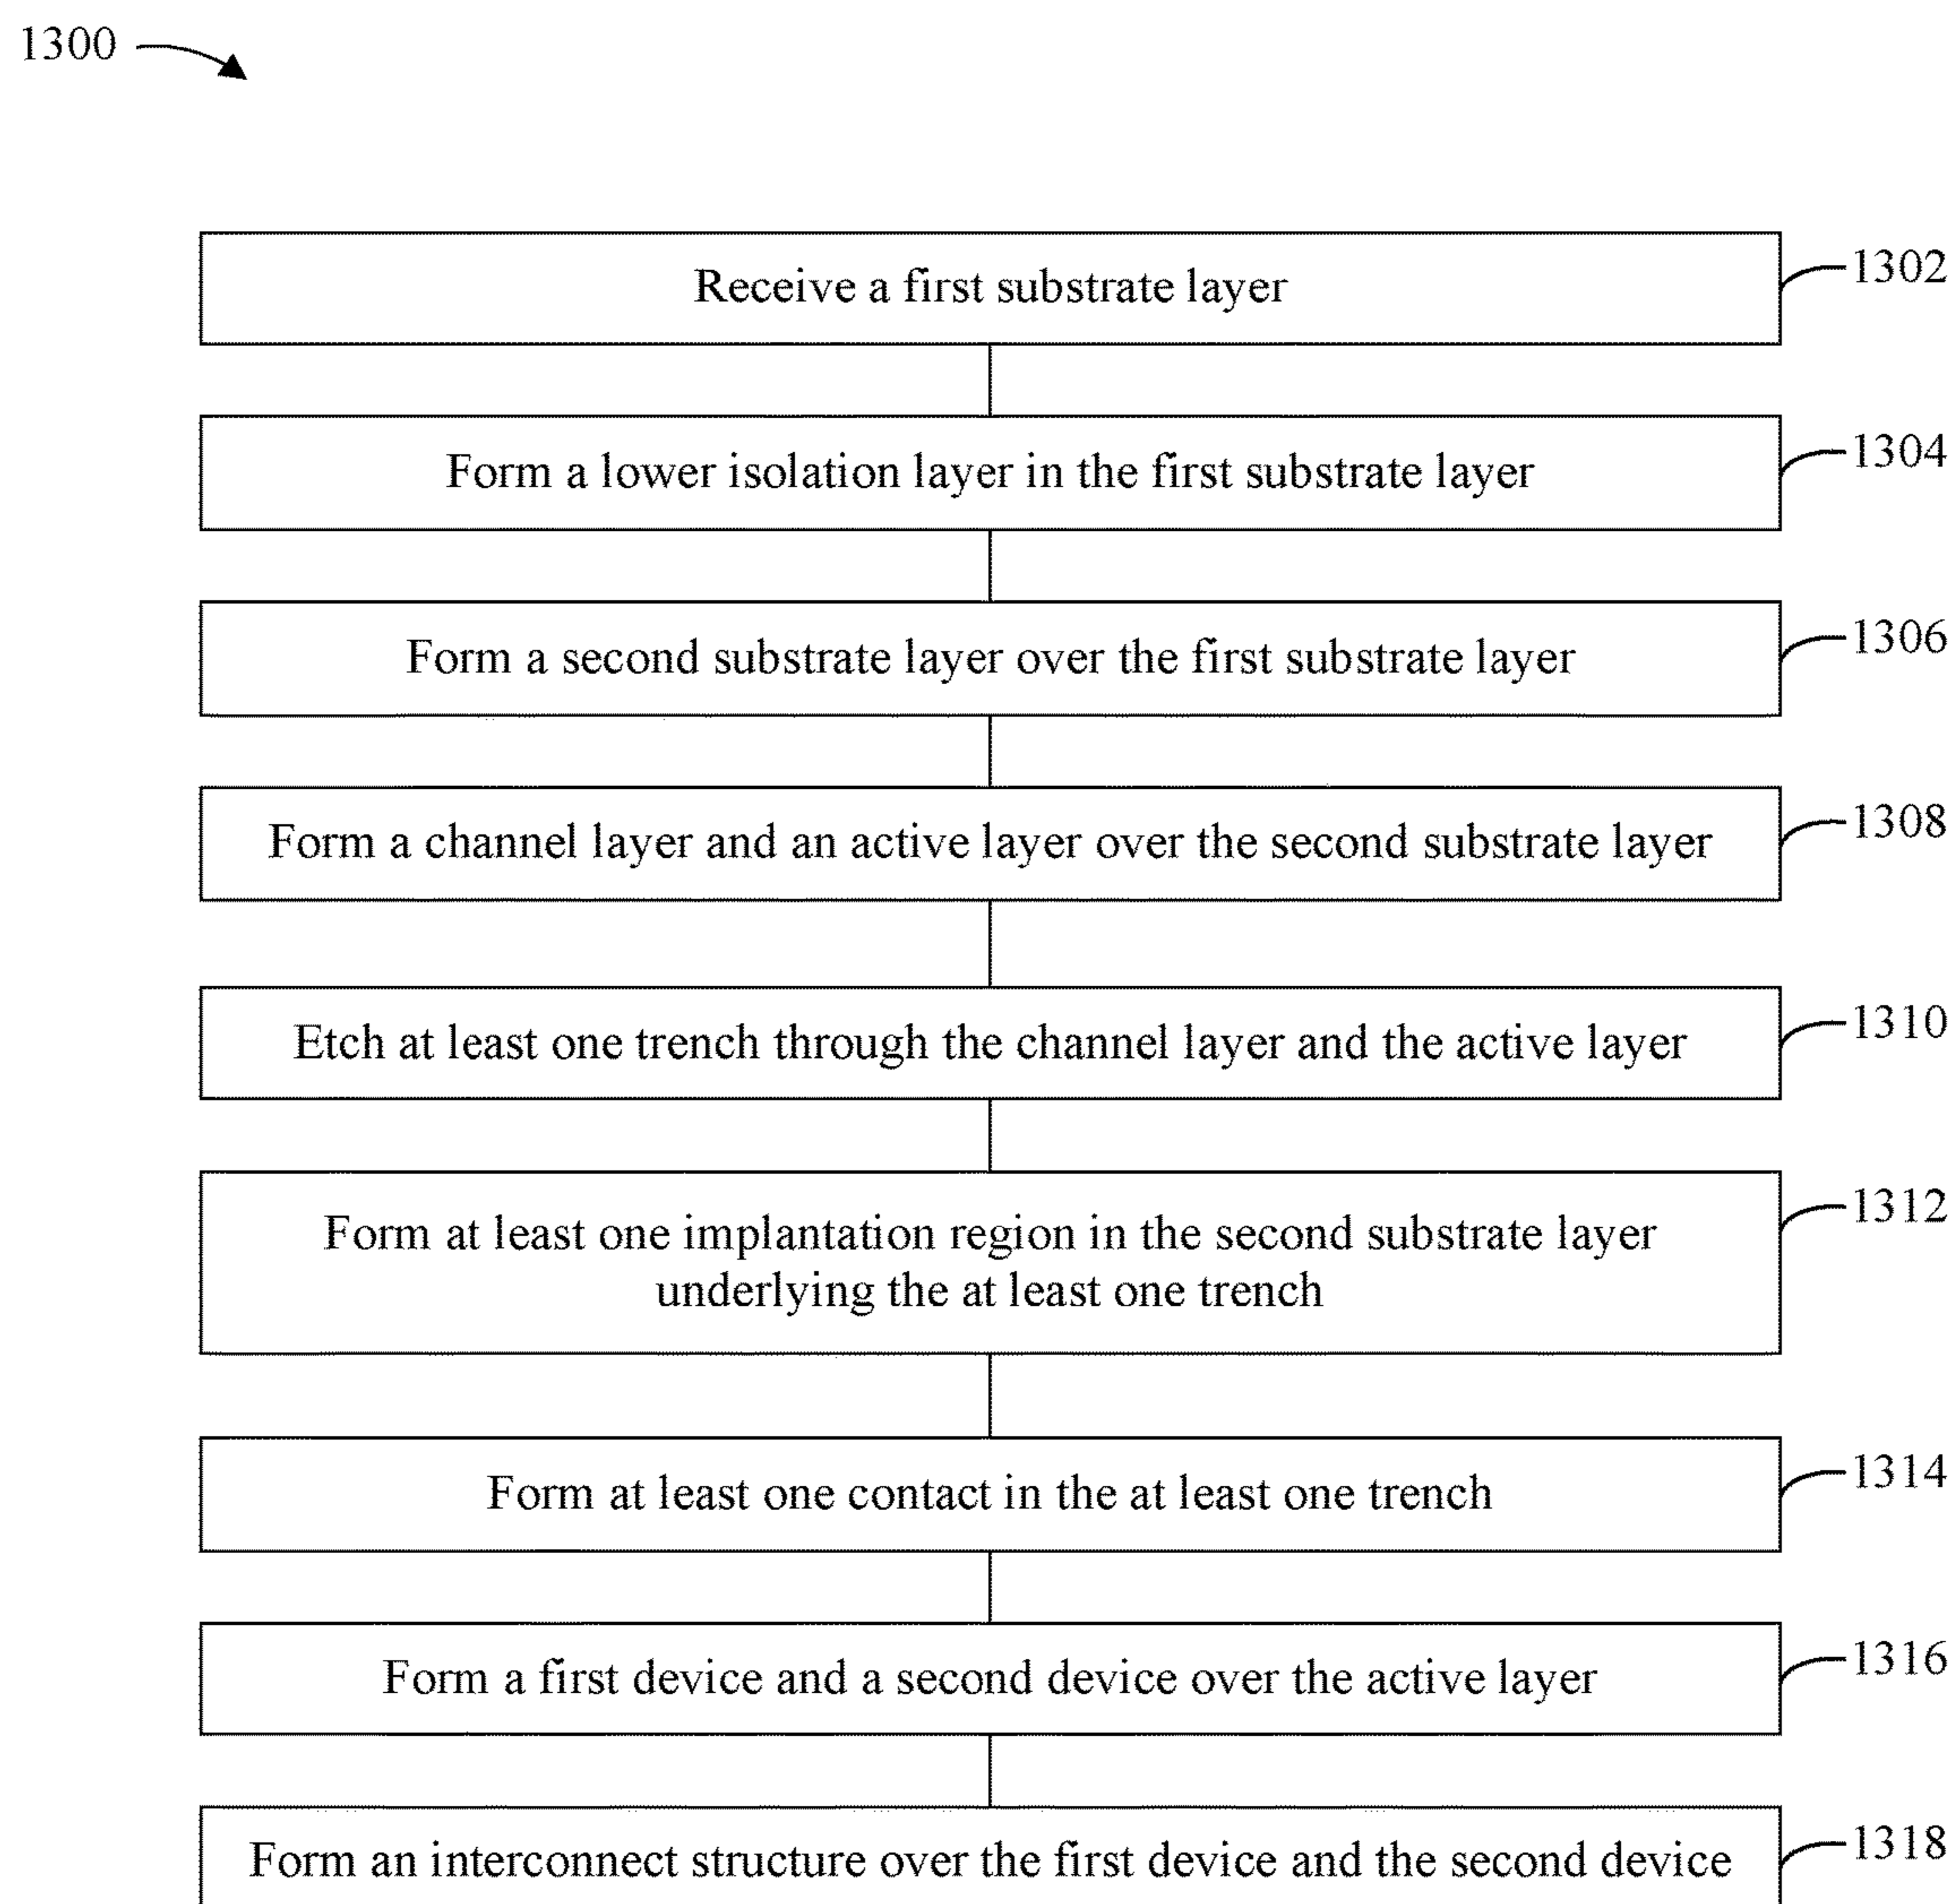 1300
Receive a first substrate layer
1302
Form a lower isolation layer in the first substrate layer
1304
Form a second substrate layer over the first substrate layer
1306
Form a channel layer and an active layer over the second substrate layer
1308
Etch at least one trench through the channel layer and the active layer
1310
Form at least one implantation region in the second substrate layer
underlying the at least one trench
1312
Form at least one contact in the at least one trench
1314
Form a first device and a second device over the active layer
1316
Form an interconnect structure over the first device and the second device
1318